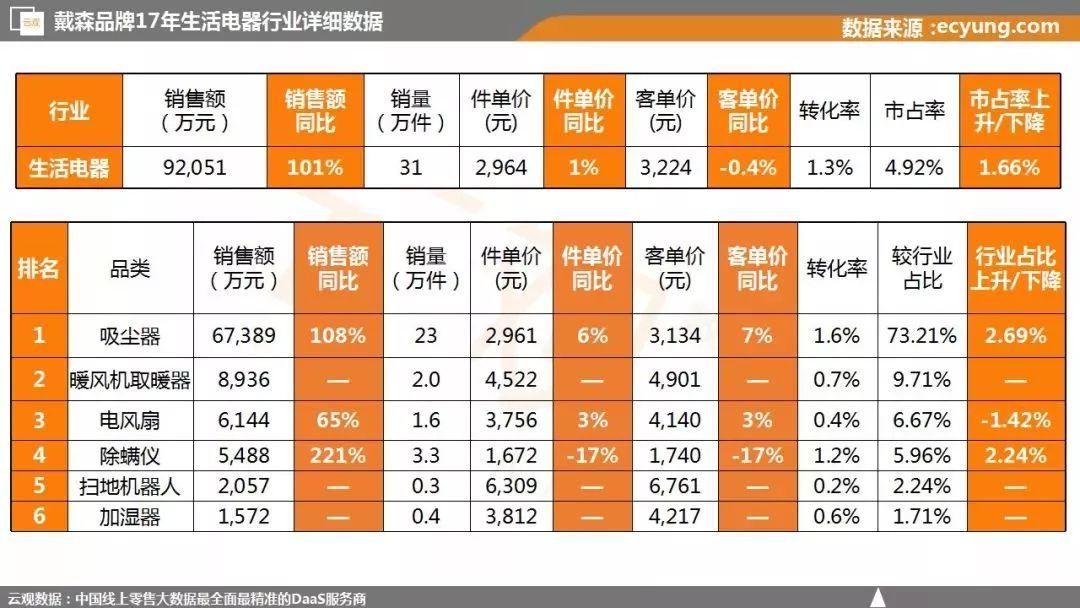 云观 戴森品牌17年生活电器行业详细数据
数据来源:ecyung.com
行业 销售额（万元） 销售额同比 销量（万件） 件单价(元) 件单价同比 客单价(元) 客单价同比 转化率 市占率 市占率上升/下降
生活电器 92,051 101% 31 2,964 1% 3,224 -0.4% 1.3% 4.92% 1.66%
排名 品类 销售额（万元） 销售额同比 销量（万件） 件单价(元) 件单价同比 客单价(元) 客单价同比 转化率 较行业占比 行业占比上升/下降
1 吸尘器 67,389 108% 23 2,961 6% 3,134 7% 1.6% 73.21% 2.69%
2 暖风机取暖器 8,936 — 2.0 4,522 — 4,901 — 0.7% 9.71% —
3 电风扇 6,144 65% 1.6 3,756 3% 4,140 3% 0.4% 6.67% -1.42%
4 除螨仪 5,488 221% 3.3 1,672 -17% 1,740 -17% 1.2% 5.96% 2.24%
5 扫地机器人 2,057 — 0.3 6,309 — 6,761 — 0.2% 2.24% —
6 加湿器 1,572 — 0.4 3,812 — 4,217 — 0.6% 1.71% —
云观数据：中国线上零售大数据最全面最精准的DaaS服务商